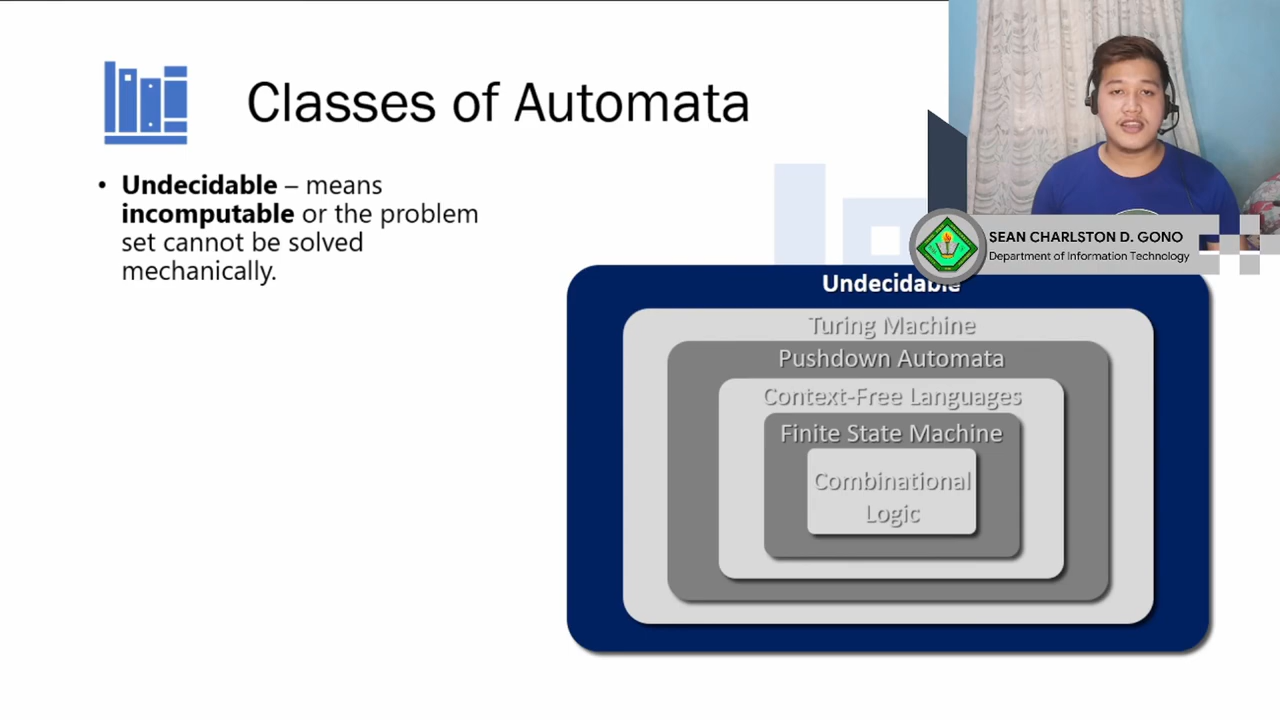 Classes of Automata
• Undecidable – means
incomputable or the problem
set cannot be solved
mechanically.
SEAN CHARLSTON D. GONO
Department of Information Technology
Undecidable
Turing Machine
Pushdown Automata
Context-Free Languages
Finite State Machine
Combinational
Logic